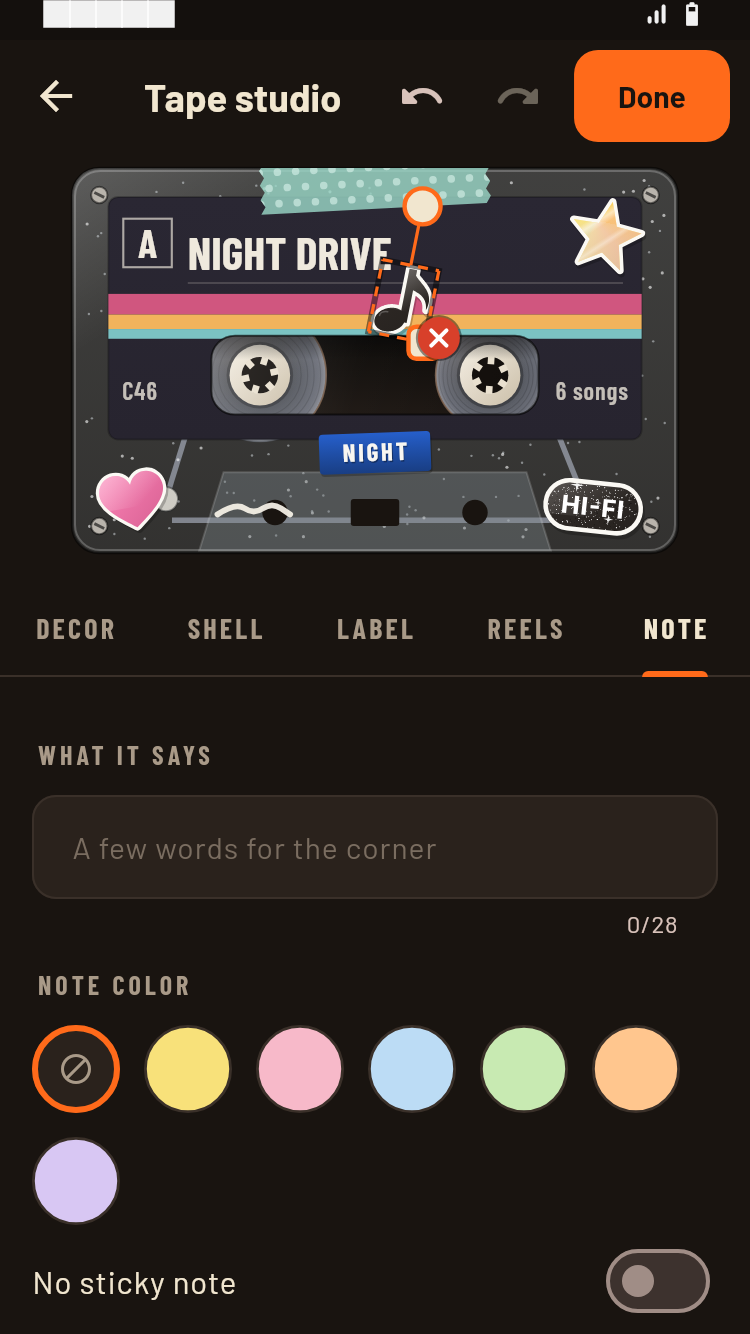 Tape studio
Done
A
NIGHT DRIVE
C46
6 songs
NIGHT
HI-FI
DECOR
SHELL
LABEL
REELS
NOTE
WHAT IT SAYS
A few words for the corner
0/28
NOTE COLOR
No sticky note